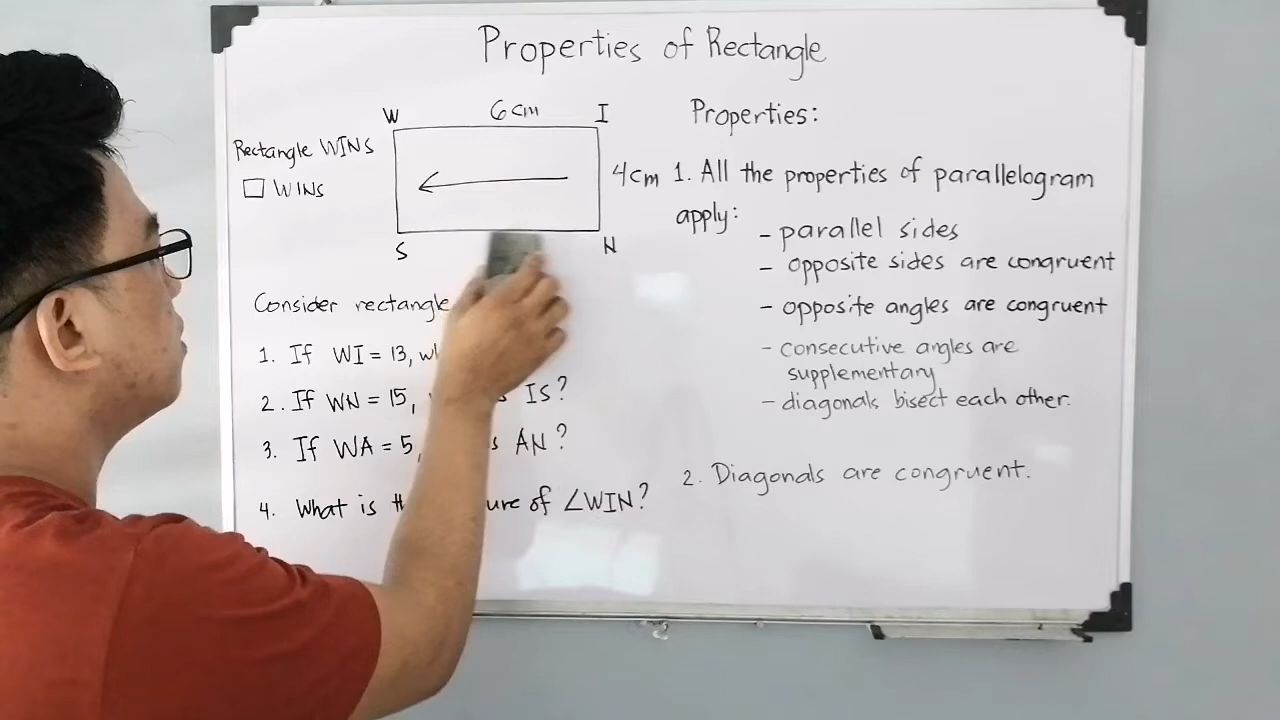 Properties of Rectangle
W 6cm I
Rectangle WINS
▭ WINS
4cm
S N
Consider rectangle
1. If WI = 13,
2. If WN = 15, IS?
3. If WA = 5, AN?
4. What is of ∠WIN?
Properties:
1. All the properties of parallelogram
apply:
- parallel sides
- opposite sides are congruent
- opposite angles are congruent
- consecutive angles are
supplementary
- diagonals bisect each other.
2. Diagonals are congruent.